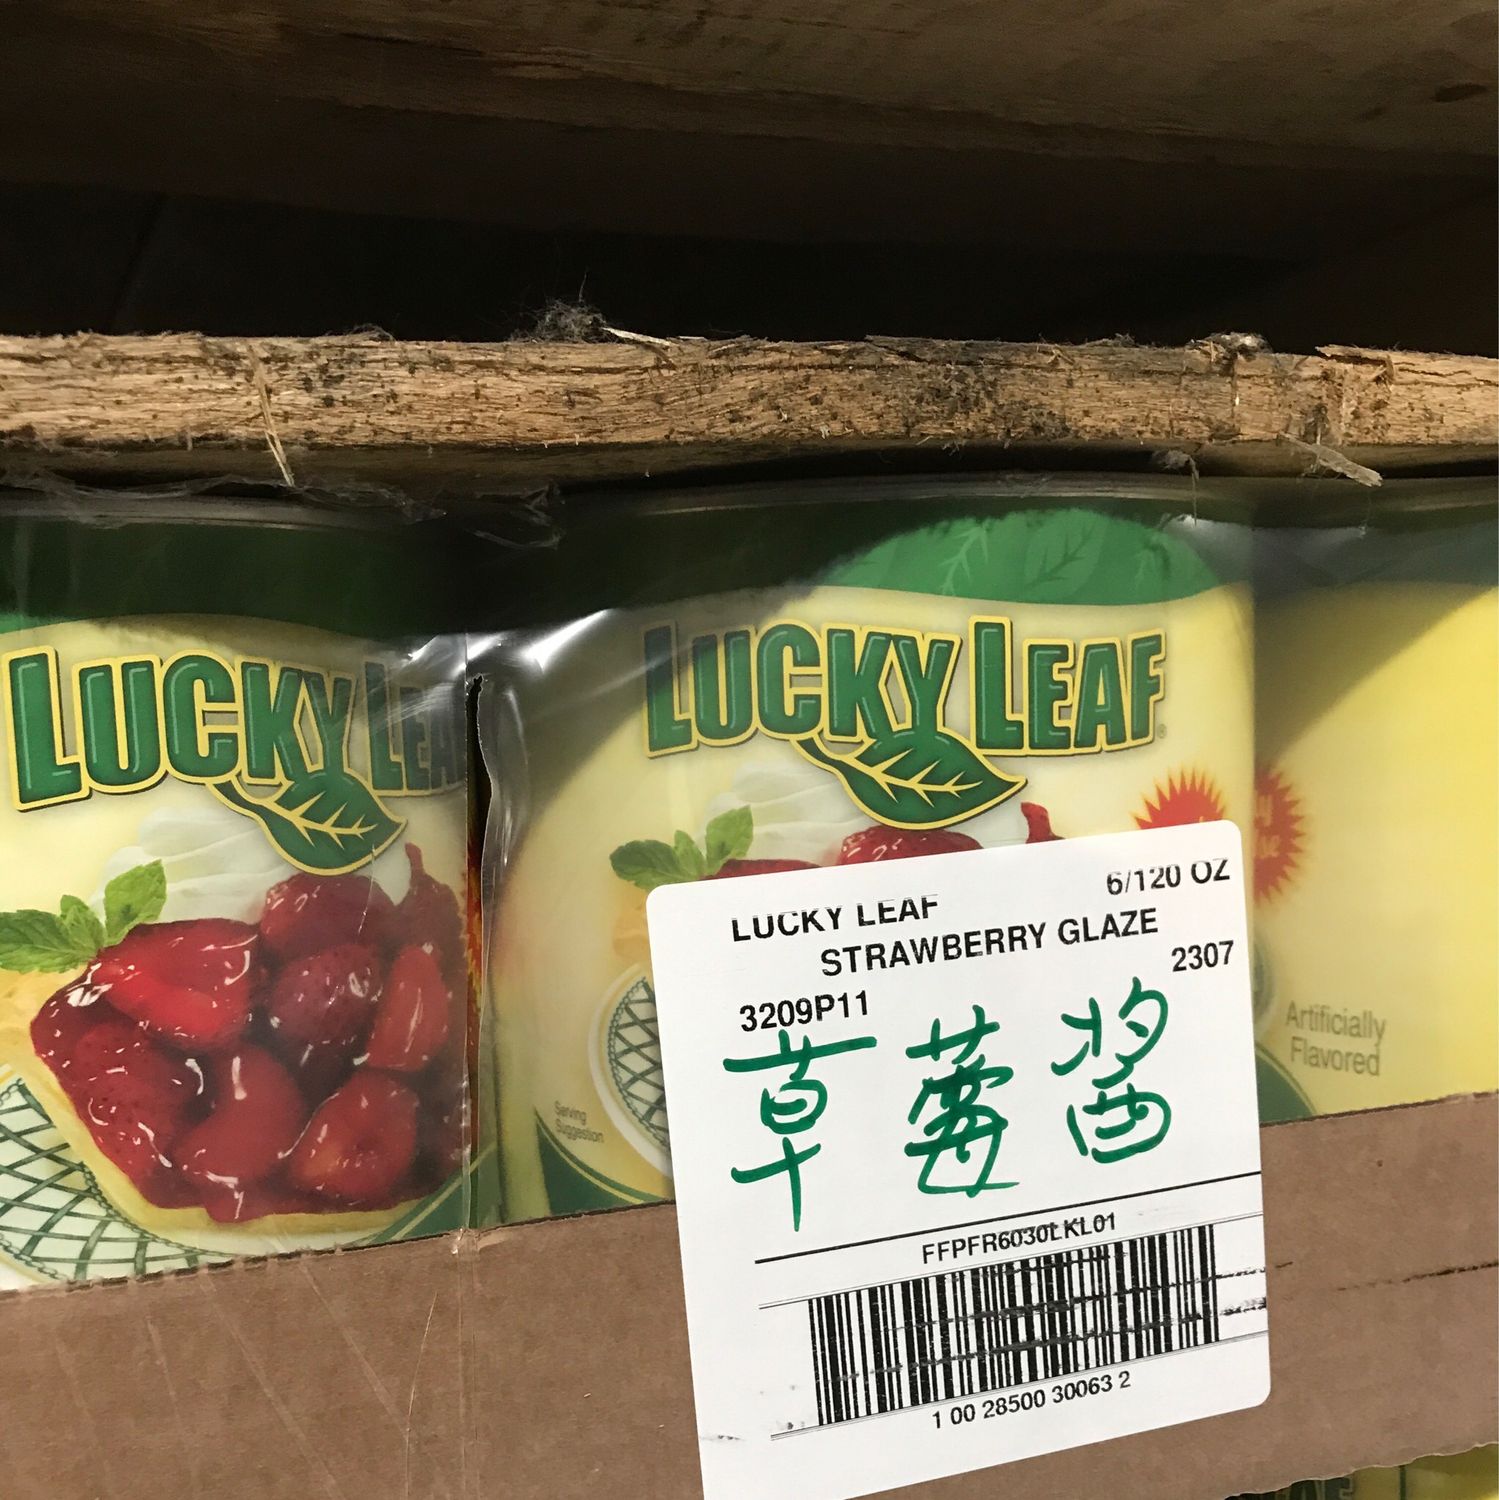 LUCKY LEAF
LUCKY LEAF
Serving
Suggestion
Artificially
Flavored
LUCKY LEAF 6/120 OZ
STRAWBERRY GLAZE
3209P11 2307
草莓酱
FFPFR6030LKL01
1 00 28500 30063 2